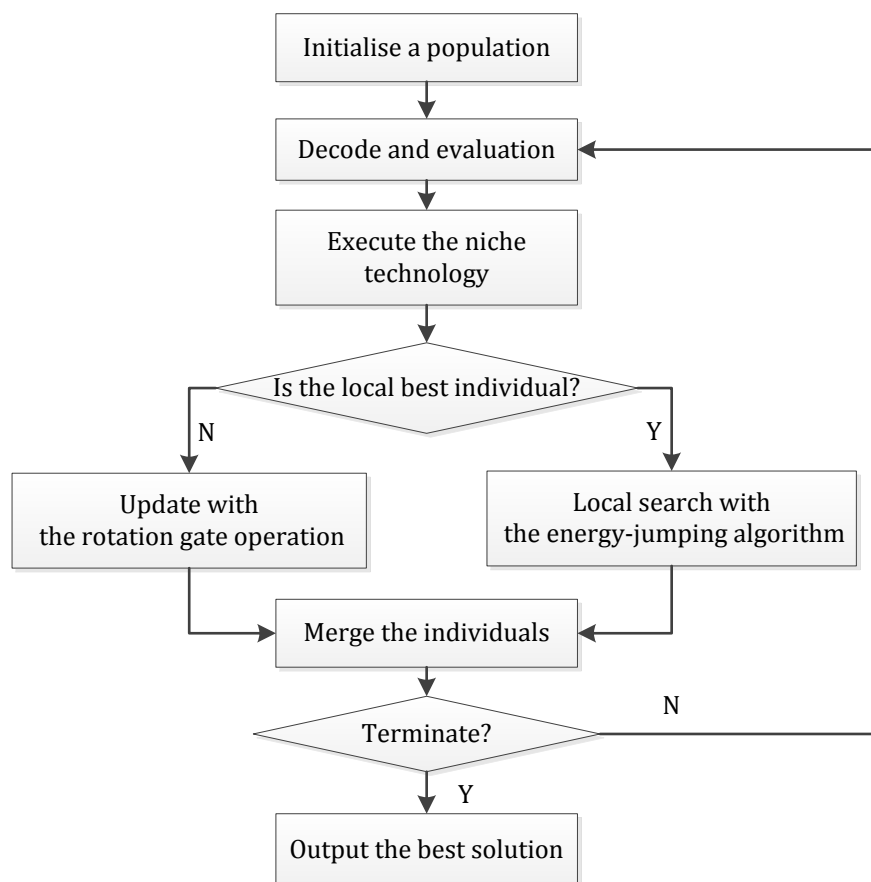 Initialise a population
Decode and evaluation
Execute the niche
technology
Is the local best individual?
N
Y
Update with
the rotation gate operation
Local search with
the energy-jumping algorithm
Merge the individuals
Terminate?
N
Y
Output the best solution